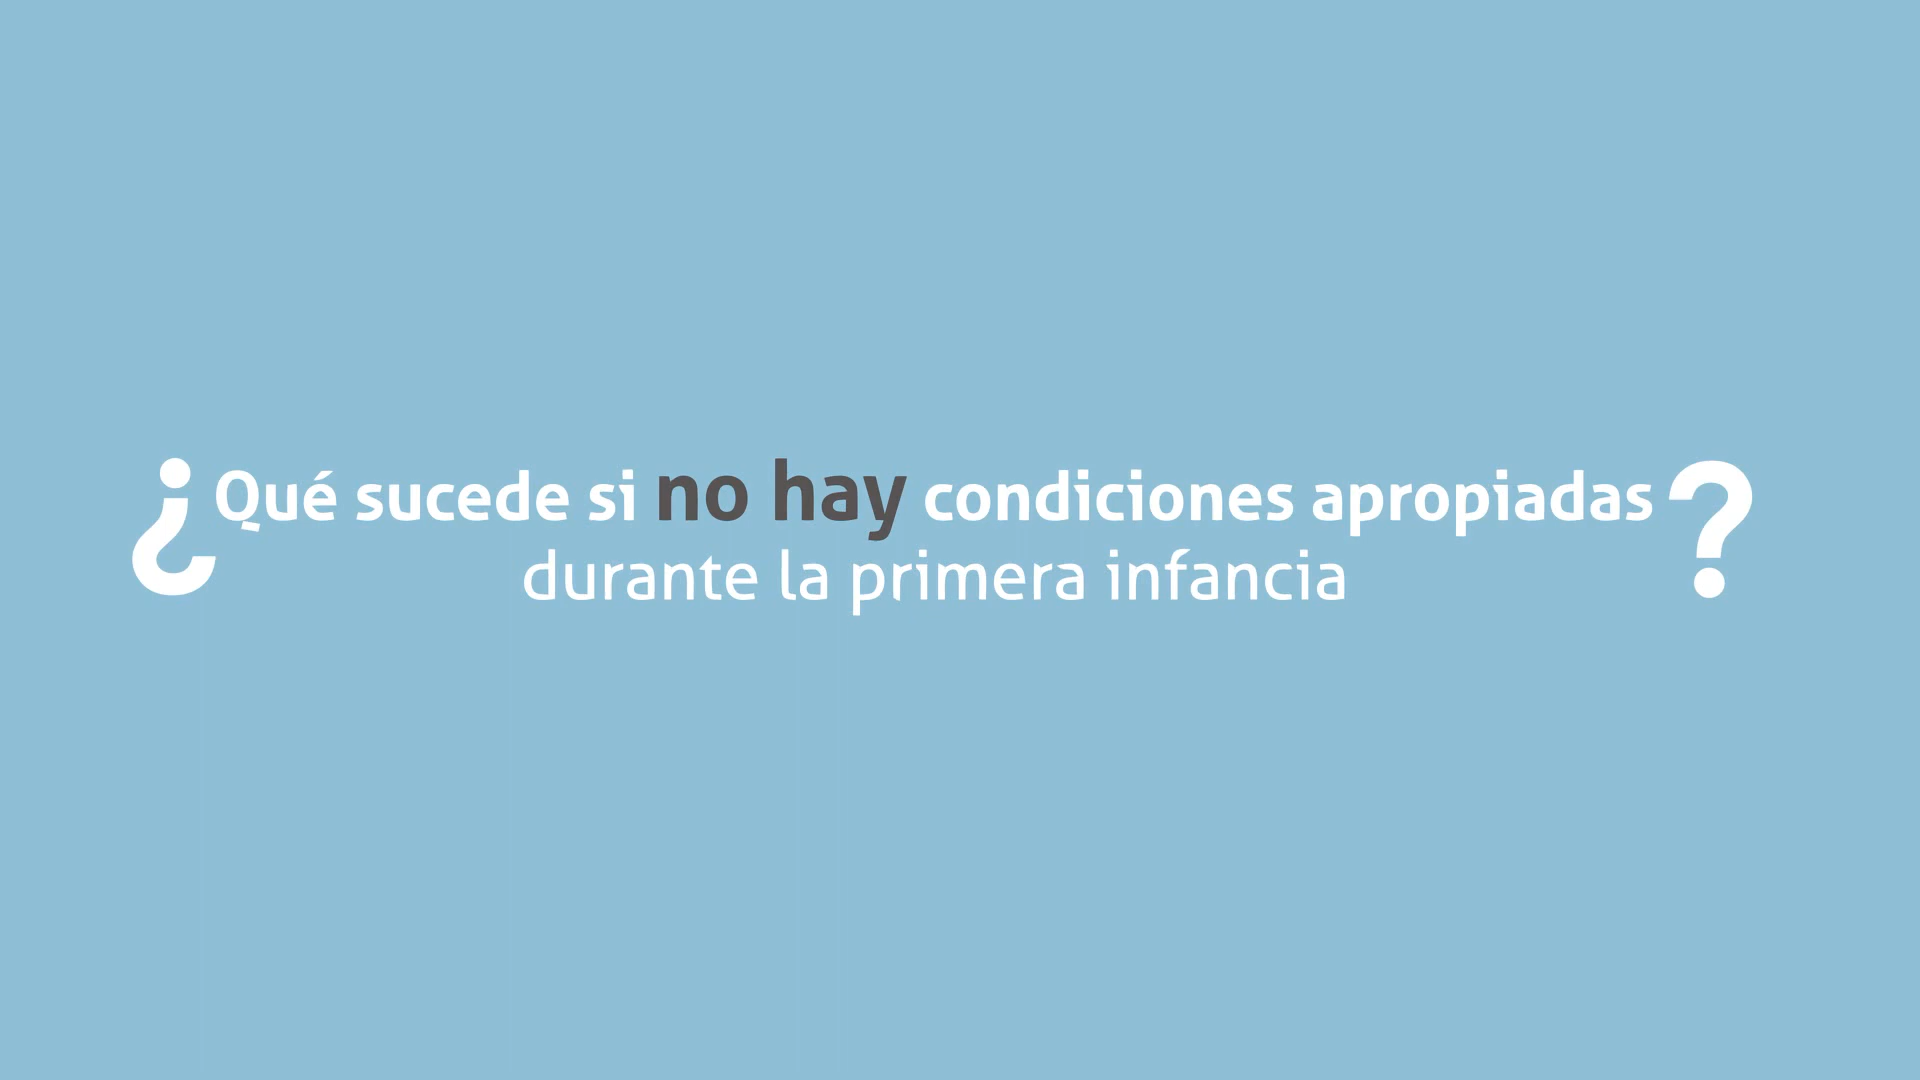 ¿Qué sucede si no hay condiciones apropiadas
durante la primera infancia?